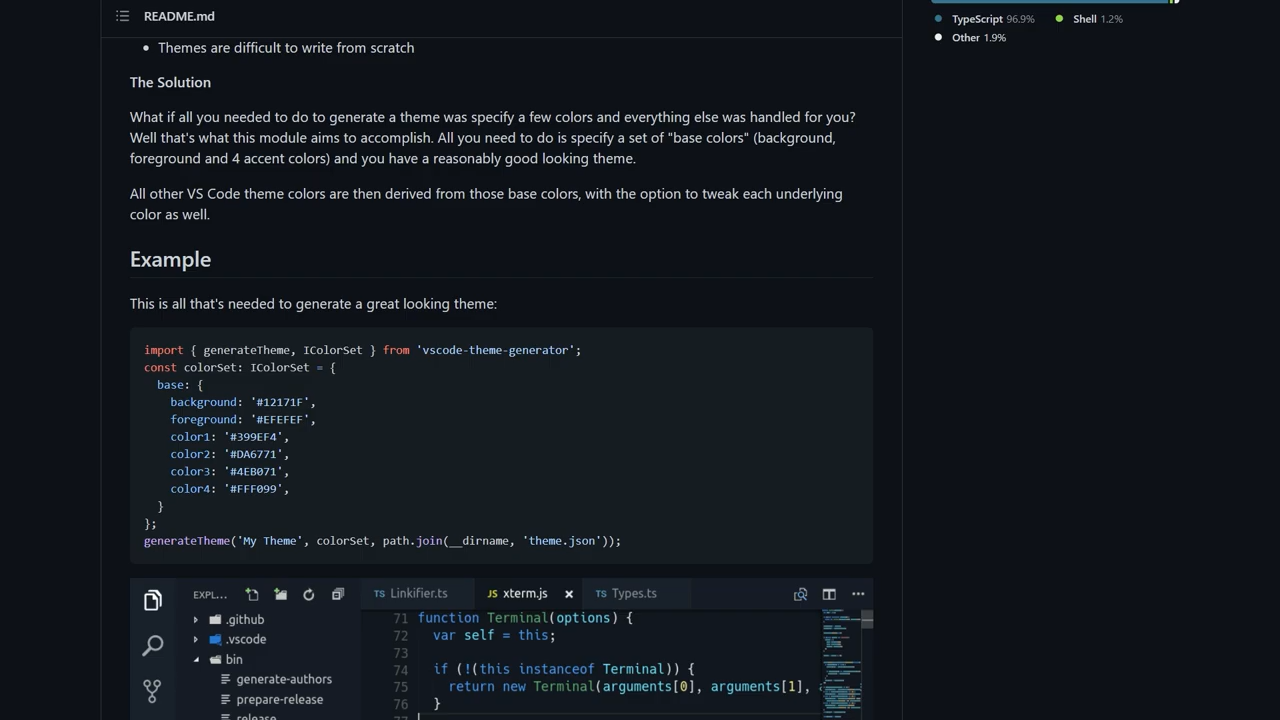 README.md
TypeScript 96.9% Shell 1.2%
Other 1.9%
Themes are difficult to write from scratch
The Solution
What if all you needed to do to generate a theme was specify a few colors and everything else was handled for you?
Well that's what this module aims to accomplish. All you need to do is specify a set of "base colors" (background,
foreground and 4 accent colors) and you have a reasonably good looking theme.
All other VS Code theme colors are then derived from those base colors, with the option to tweak each underlying
color as well.
Example
This is all that's needed to generate a great looking theme:
import { generateTheme, IColorSet } from 'vscode-theme-generator';
const colorSet: IColorSet = {
base: {
background: '#12171F',
foreground: '#EFEFEF',
color1: '#399EF4',
color2: '#DA6771',
color3: '#4EB071',
color4: '#FFF099',
}
};
generateTheme('My Theme', colorSet, path.join(__dirname, 'theme.json'));
EXPL... TS Linkifier.ts JS xterm.js × TS Types.ts ...
.github
.vscode
bin
generate-authors
prepare-release
release
71 function Terminal(options) {
72 var self = this;
73
74 if (!(this instanceof Terminal)) {
75 return new Terminal(arguments[0], arguments[1],
76 }
77